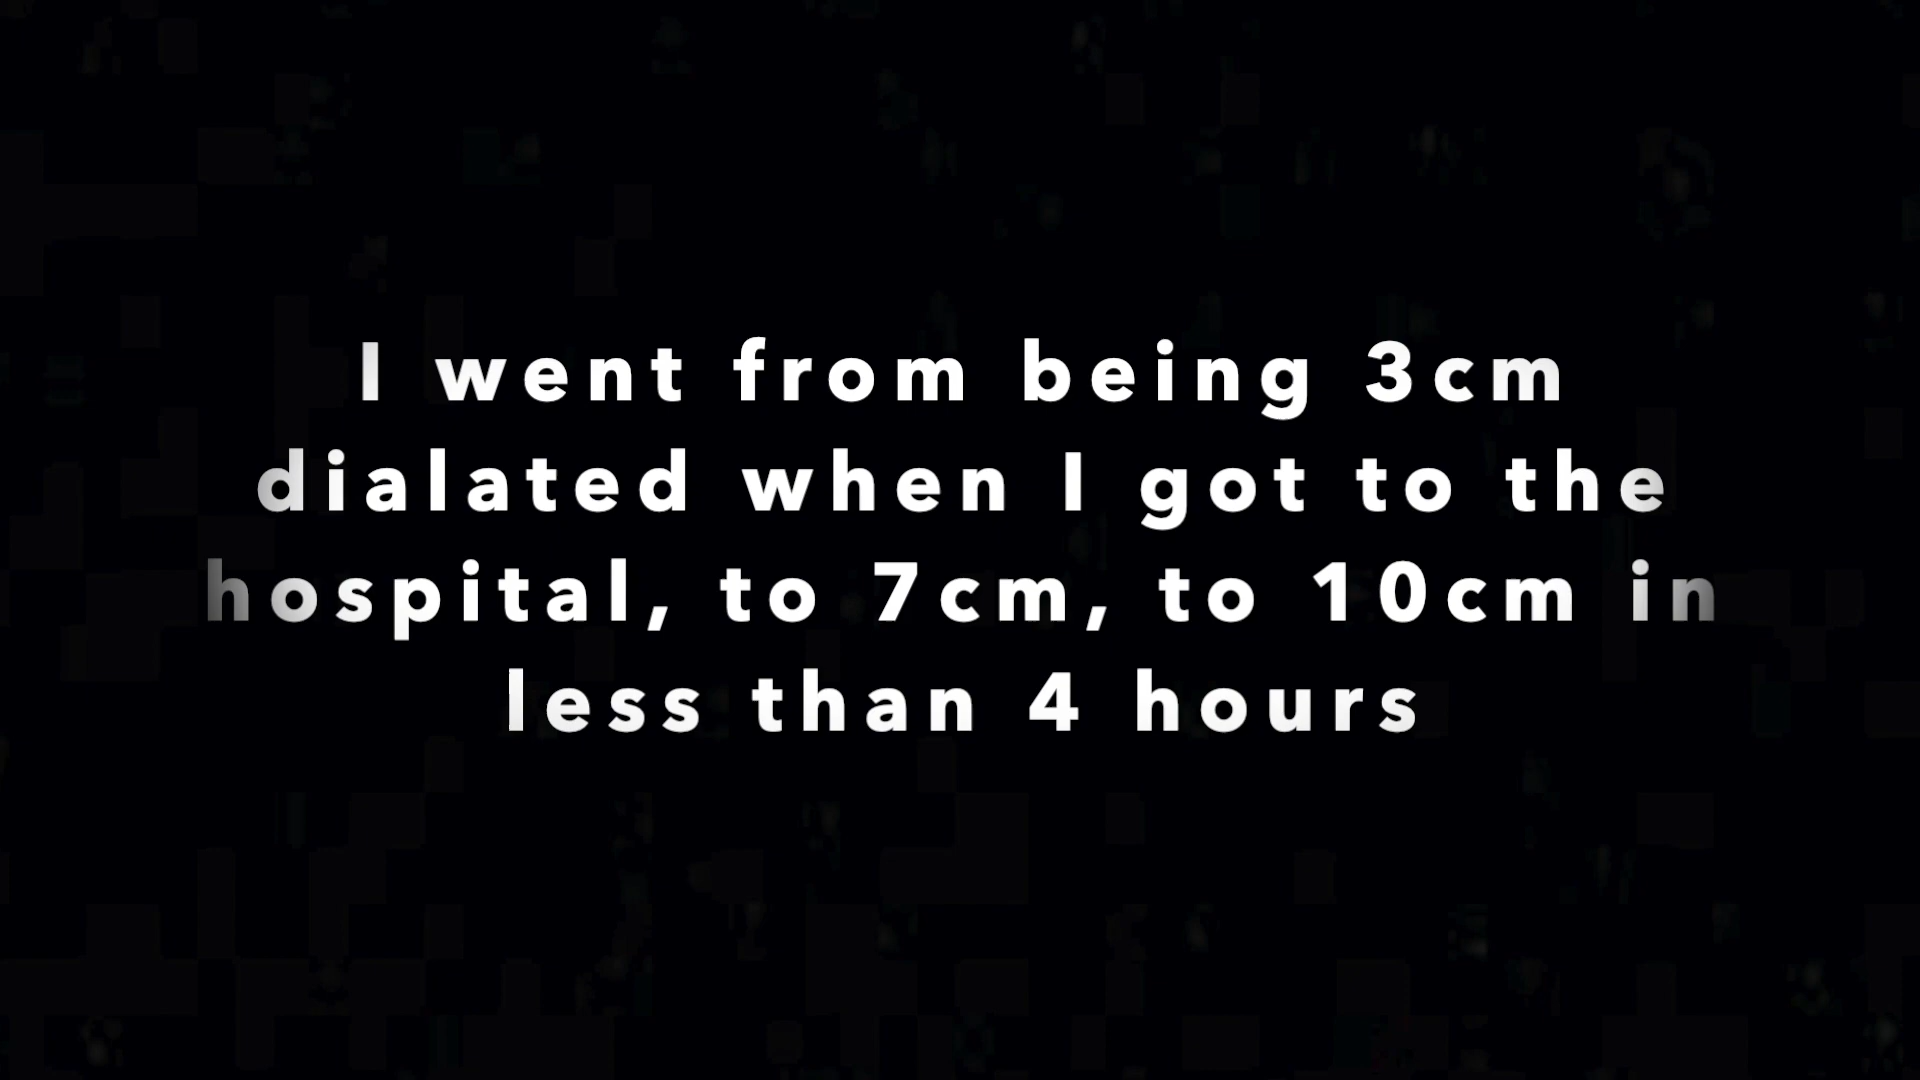 I went from being 3cm
dialated when I got to the
hospital, to 7cm, to 10cm in
less than 4 hours